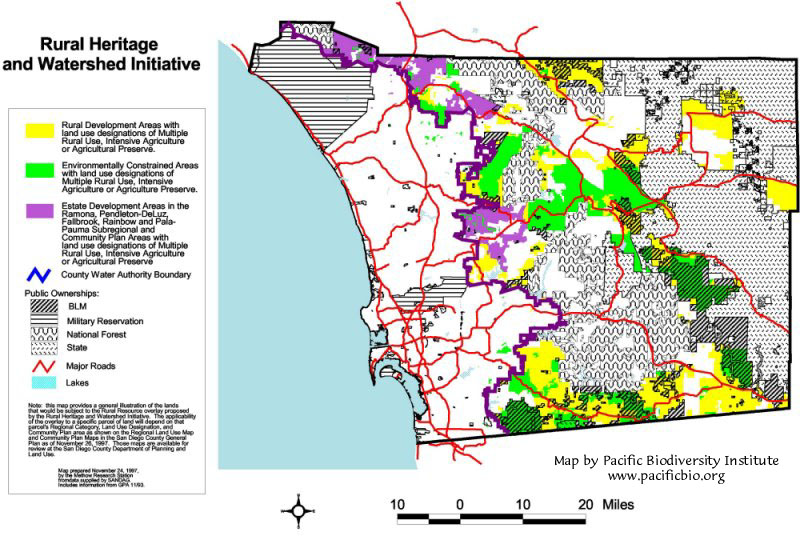 Rural Heritage
and Watershed Initiative
Rural Development Areas with
land use designations of Multiple
Rural Use, Intensive Agriculture
or Agricultural Preserve.
Environmentally Constrained Areas
with land use designations of
Multiple Rural Use, Intensive
Agriculture or Agriculture Preserve.
Estate Development Areas in the
Ramona, Pendleton-DeLuz,
Fallbrook, Rainbow and Pala-
Pauma Subregional and
Community Plan Areas with
land use designations of Multiple
Rural Use, Intensive Agriculture
or Agricultural Preserve
County Water Authority Boundary
Public Ownerships:
BLM
Military Reservation
National Forest
State
Major Roads
Lakes
Note: this map provides a general illustration of the lands
that would be subject to the Rural Resource overlay proposed
by the Rural Heritage and Watershed Initiative. The applicability
of the overlay to a specific parcel of land will depend on that
parcel's Regional Category, Land Use Designation, and
Community Plan area as shown on the Regional Land Use Map
and Community Plan Maps in the San Diego County General
Plan as of November 26, 1997. Those maps are available for
review at the San Diego County Department of Planning and
Land Use.
Map prepared November 24, 1997,
by the Methow Research Station
from data supplied by SANDAG.
Includes information from GPA 11/93.
Map by Pacific Biodiversity Institute
www.pacificbio.org
10 0 10 20 Miles